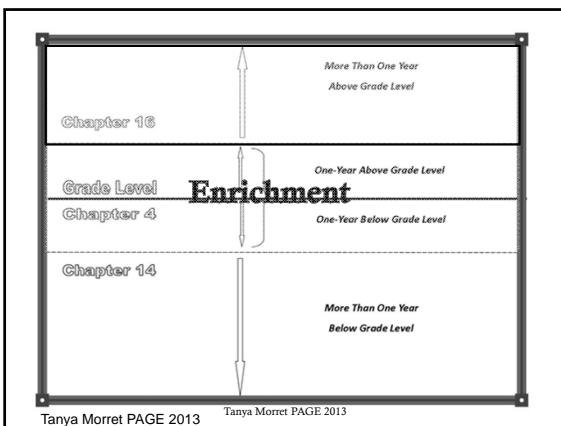 More Than One Year
Above Grade Level
Chapter 16
One-Year Above Grade Level
Grade Level
Enrichment
Chapter 4
One-Year Below Grade Level
Chapter 14
More Than One Year
Below Grade Level
Tanya Morret PAGE 2013
Tanya Morret PAGE 2013